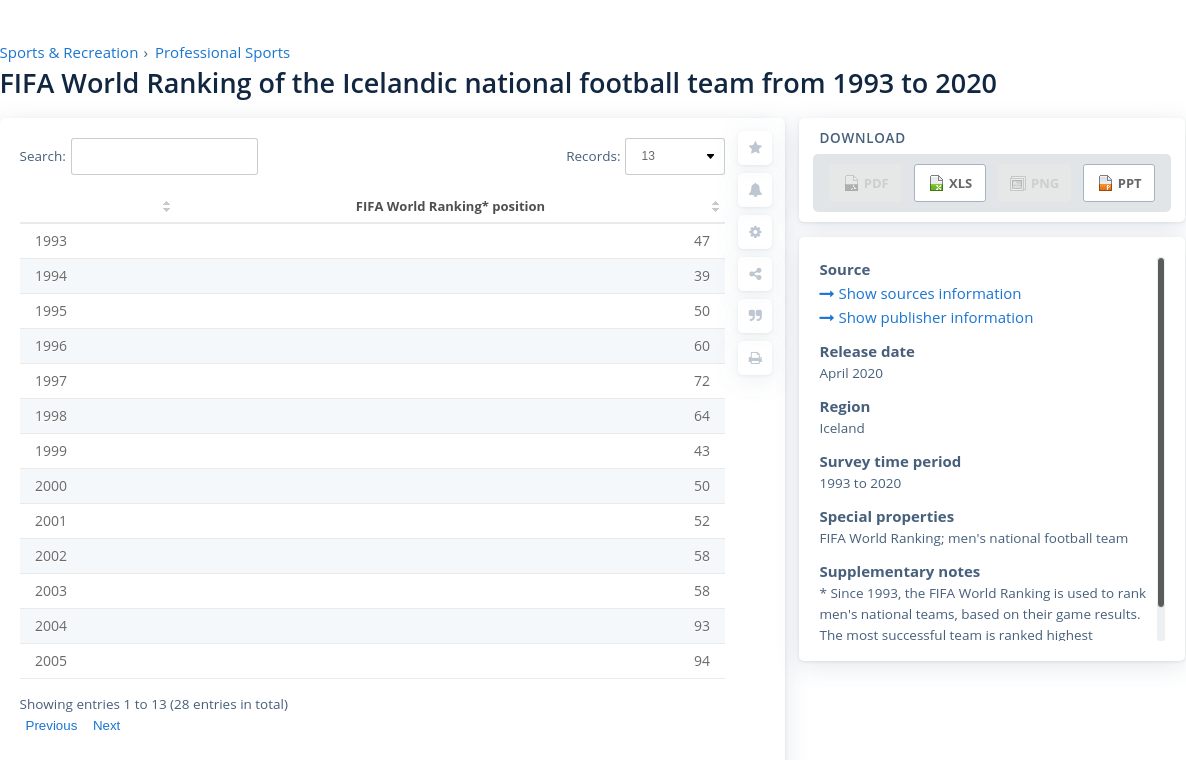 Sports & Recreation › Professional Sports
FIFA World Ranking of the Icelandic national football team from 1993 to 2020
Search:
Records: 13
FIFA World Ranking* position
1993 47
1994 39
1995 50
1996 60
1997 72
1998 64
1999 43
2000 50
2001 52
2002 58
2003 58
2004 93
2005 94
Showing entries 1 to 13 (28 entries in total)
Previous Next
DOWNLOAD
PDF XLS PNG PPT
Source
→ Show sources information
→ Show publisher information
Release date
April 2020
Region
Iceland
Survey time period
1993 to 2020
Special properties
FIFA World Ranking; men's national football team
Supplementary notes
* Since 1993, the FIFA World Ranking is used to rank
men's national teams, based on their game results.
The most successful team is ranked highest